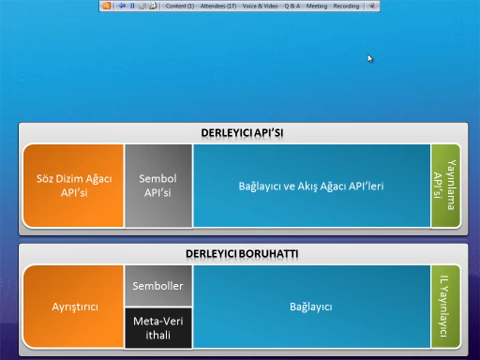 Content (1) Attendees (17) Voice & Video Q & A Meeting Recording
DERLEYICI API'SI
Söz Dizim Ağacı
API'si
Sembol
API'si
Bağlayıcı ve Akış Ağacı API'leri
Yayınlama
API'si
DERLEYICI BORUHATTI
Ayrıştırıcı
Semboller
Meta-Veri
ithali
Bağlayıcı
IL Yayınlayıcı